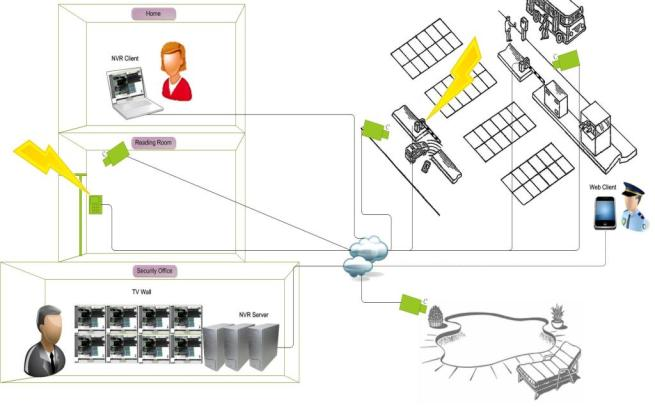 Home
NVR Client
Reading Room
Web Client
Security Office
TV Wall
NVR Server